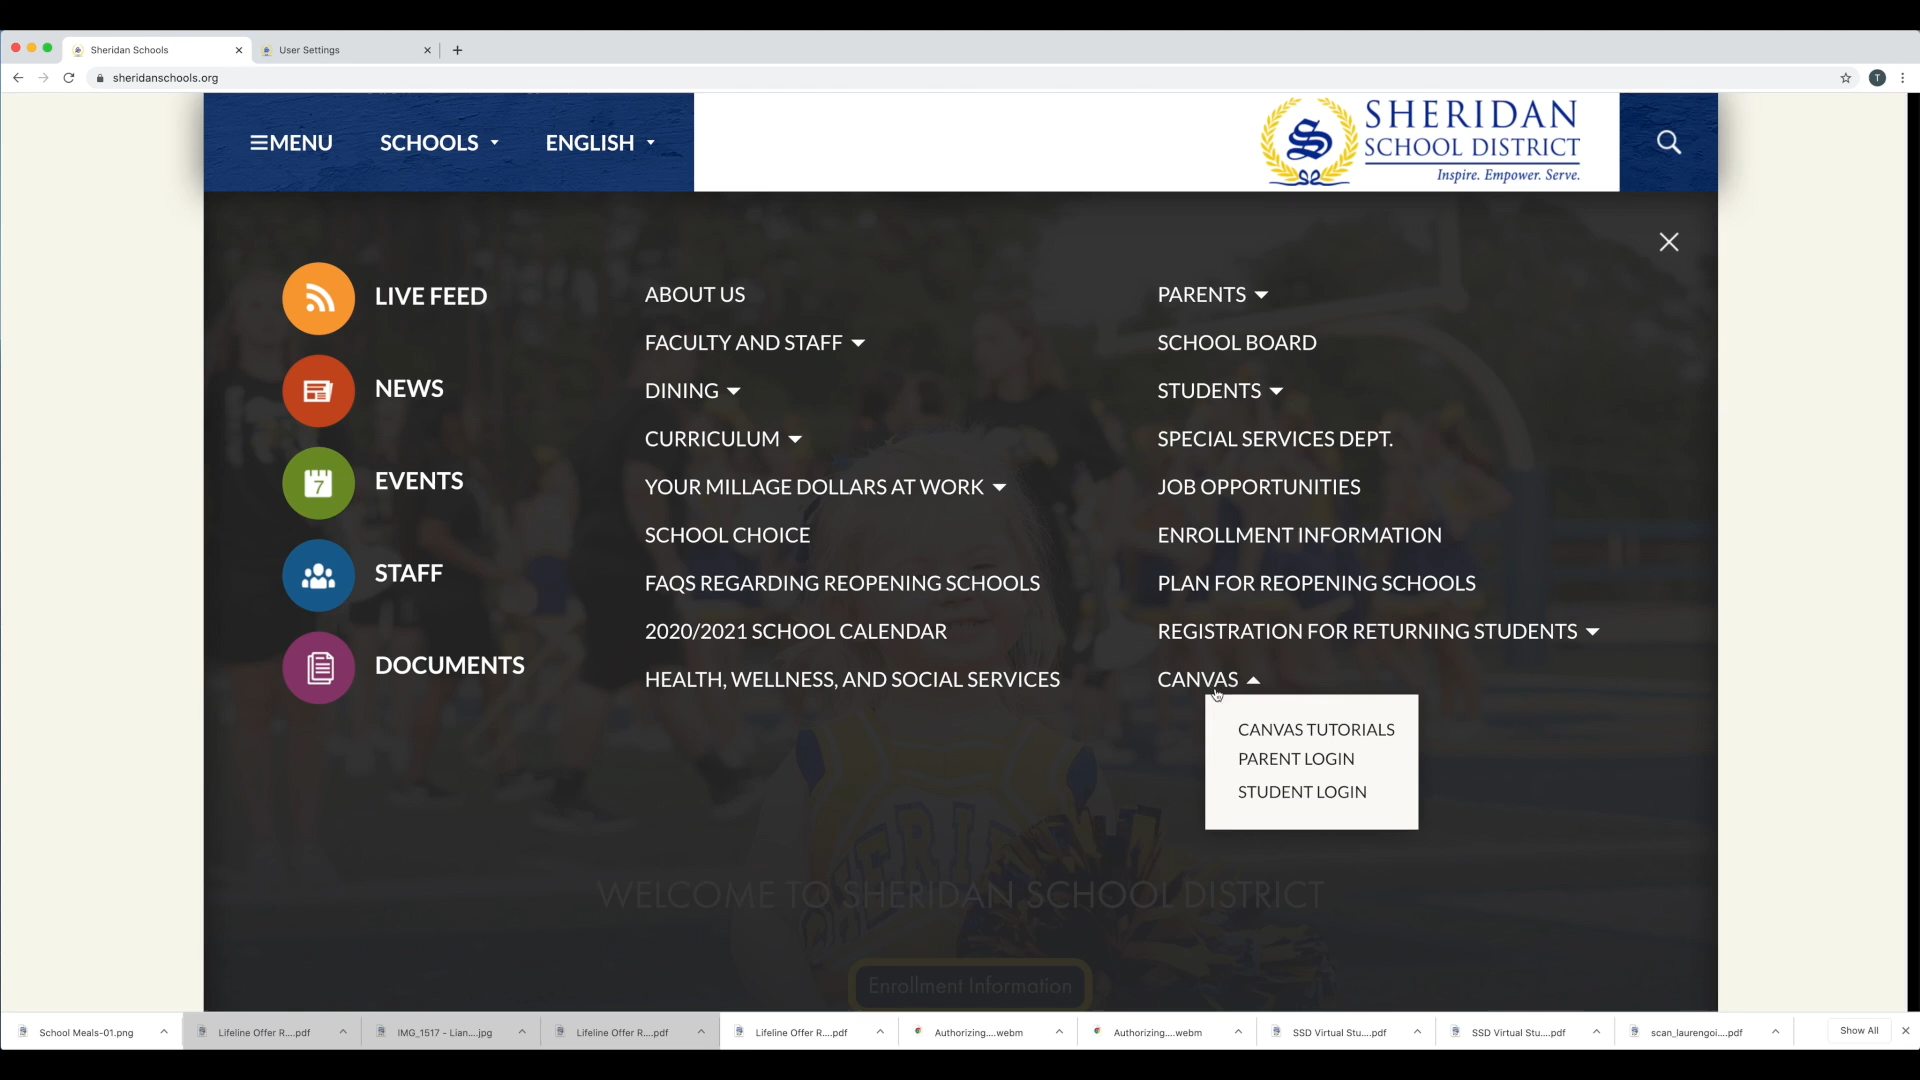 Sheridan Schools
User Settings
sheridanschools.org
T
MENU
SCHOOLS
ENGLISH
S
SHERIDAN
SCHOOL DISTRICT
Inspire. Empower. Serve.
LIVE FEED
NEWS
7
EVENTS
STAFF
DOCUMENTS
ABOUT US
FACULTY AND STAFF
DINING
CURRICULUM
YOUR MILLAGE DOLLARS AT WORK
SCHOOL CHOICE
FAQS REGARDING REOPENING SCHOOLS
2020/2021 SCHOOL CALENDAR
HEALTH, WELLNESS, AND SOCIAL SERVICES
PARENTS
SCHOOL BOARD
STUDENTS
SPECIAL SERVICES DEPT.
JOB OPPORTUNITIES
ENROLLMENT INFORMATION
PLAN FOR REOPENING SCHOOLS
REGISTRATION FOR RETURNING STUDENTS
CANVAS
CANVAS TUTORIALS
PARENT LOGIN
STUDENT LOGIN
WELCOME TO SHERIDAN SCHOOL DISTRICT
Enrollment Information
School Meals-01.png
Lifeline Offer R....pdf
IMG_1517 - Lian....jpg
Lifeline Offer R....pdf
Lifeline Offer R....pdf
Authorizing....webm
Authorizing....webm
SSD Virtual Stu....pdf
SSD Virtual Stu....pdf
scan_laurengoi....pdf
Show All